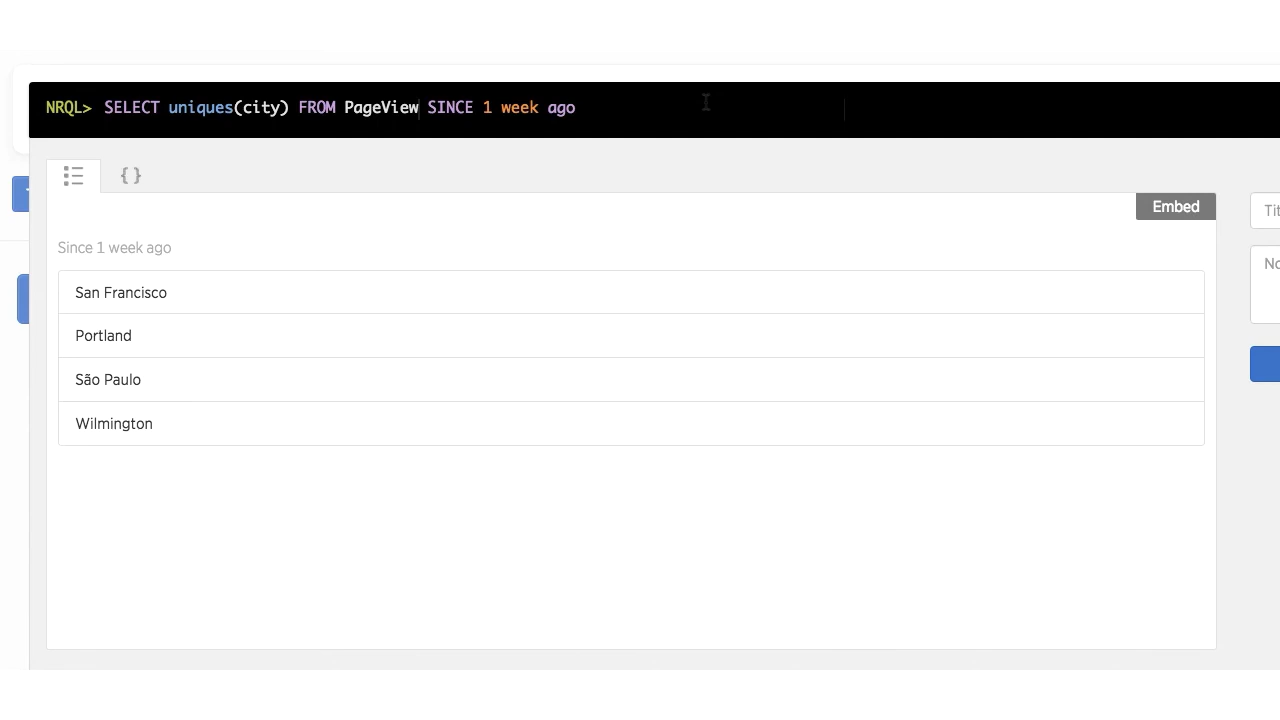 NRQL> SELECT uniques(city) FROM PageView SINCE 1 week ago
{ }
Embed
Since 1 week ago
San Francisco
Portland
São Paulo
Wilmington